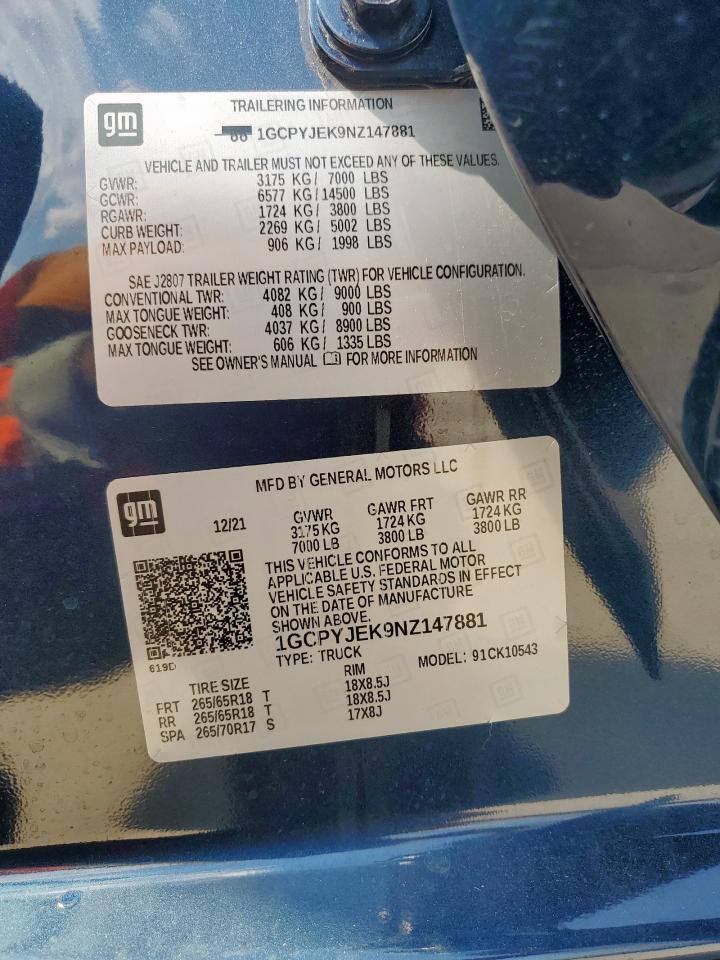 gm
TRAILERING INFORMATION
1GCPYJEK9NZ147881
VEHICLE AND TRAILER MUST NOT EXCEED ANY OF THESE VALUES.
GVWR: 3175 KG/ 7000 LBS
GCWR: 6577 KG/14500 LBS
RGAWR: 1724 KG/ 3800 LBS
CURB WEIGHT: 2269 KG/ 5002 LBS
MAX PAYLOAD: 906 KG/ 1998 LBS
SAE J2807 TRAILER WEIGHT RATING (TWR) FOR VEHICLE CONFIGURATION.
CONVENTIONAL TWR: 4082 KG/ 9000 LBS
MAX TONGUE WEIGHT: 408 KG/ 900 LBS
GOOSENECK TWR: 4037 KG/ 8900 LBS
MAX TONGUE WEIGHT: 606 KG/ 1335 LBS
SEE OWNER'S MANUAL FOR MORE INFORMATION
gm
MFD BY GENERAL MOTORS LLC
12/21 GVWR GAWR FRT GAWR RR
3175 KG 1724 KG 1724 KG
7000 LB 3800 LB 3800 LB
THIS VEHICLE CONFORMS TO ALL
APPLICABLE U.S. FEDERAL MOTOR
VEHICLE SAFETY STANDARDS IN EFFECT
ON THE DATE OF MANUFACTURE
SHOWN ABOVE.
1GCPYJEK9NZ147881
619D TYPE: TRUCK MODEL: 91CK10543
TIRE SIZE RIM
FRT 265/65R18 T 18X8.5J
RR 265/65R18 T 18X8.5J
SPA 265/70R17 S 17X8J